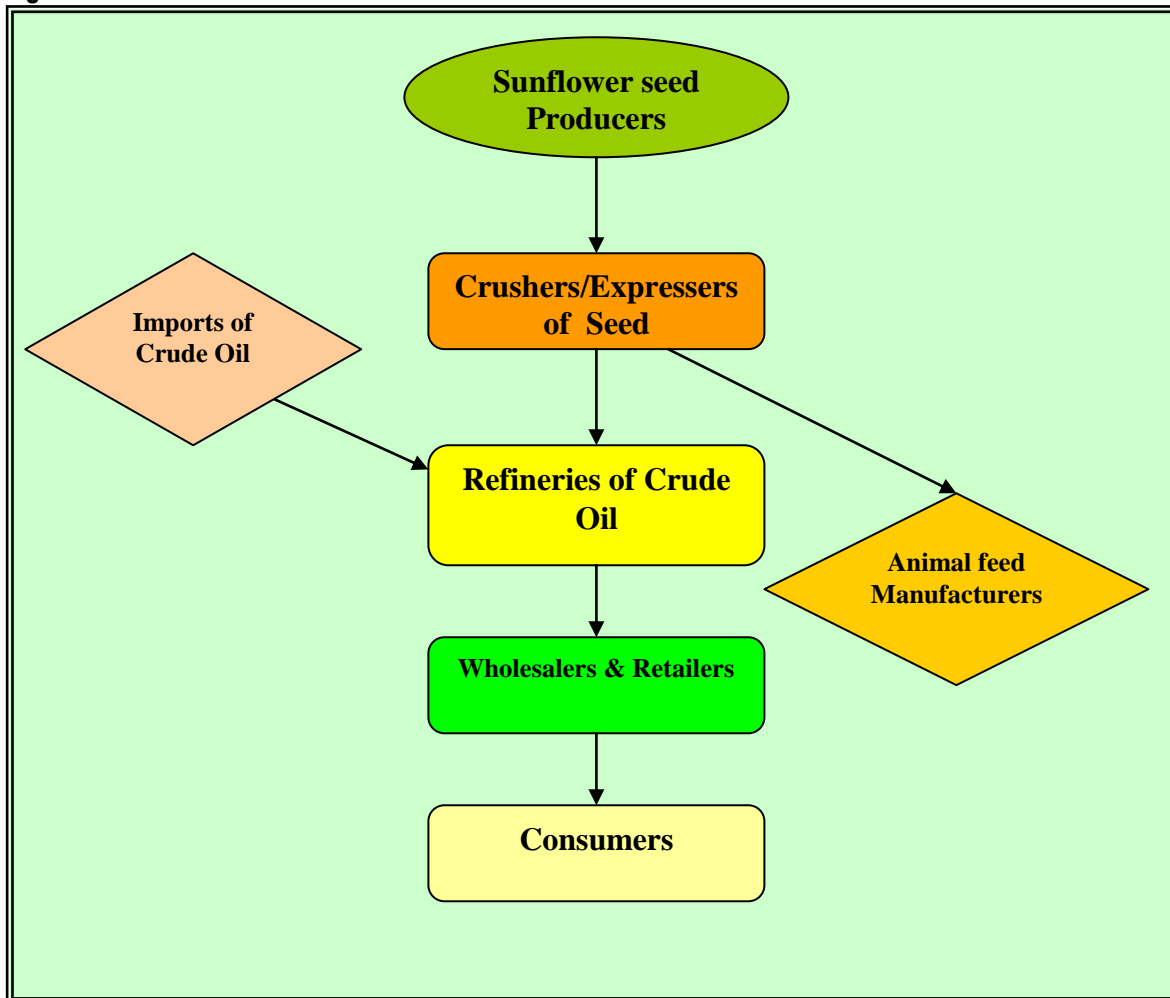 Sunflower seed
Producers
Crushers/Expressers
of Seed
Imports of
Crude Oil
Refineries of Crude
Oil
Animal feed
Manufacturers
Wholesalers & Retailers
Consumers